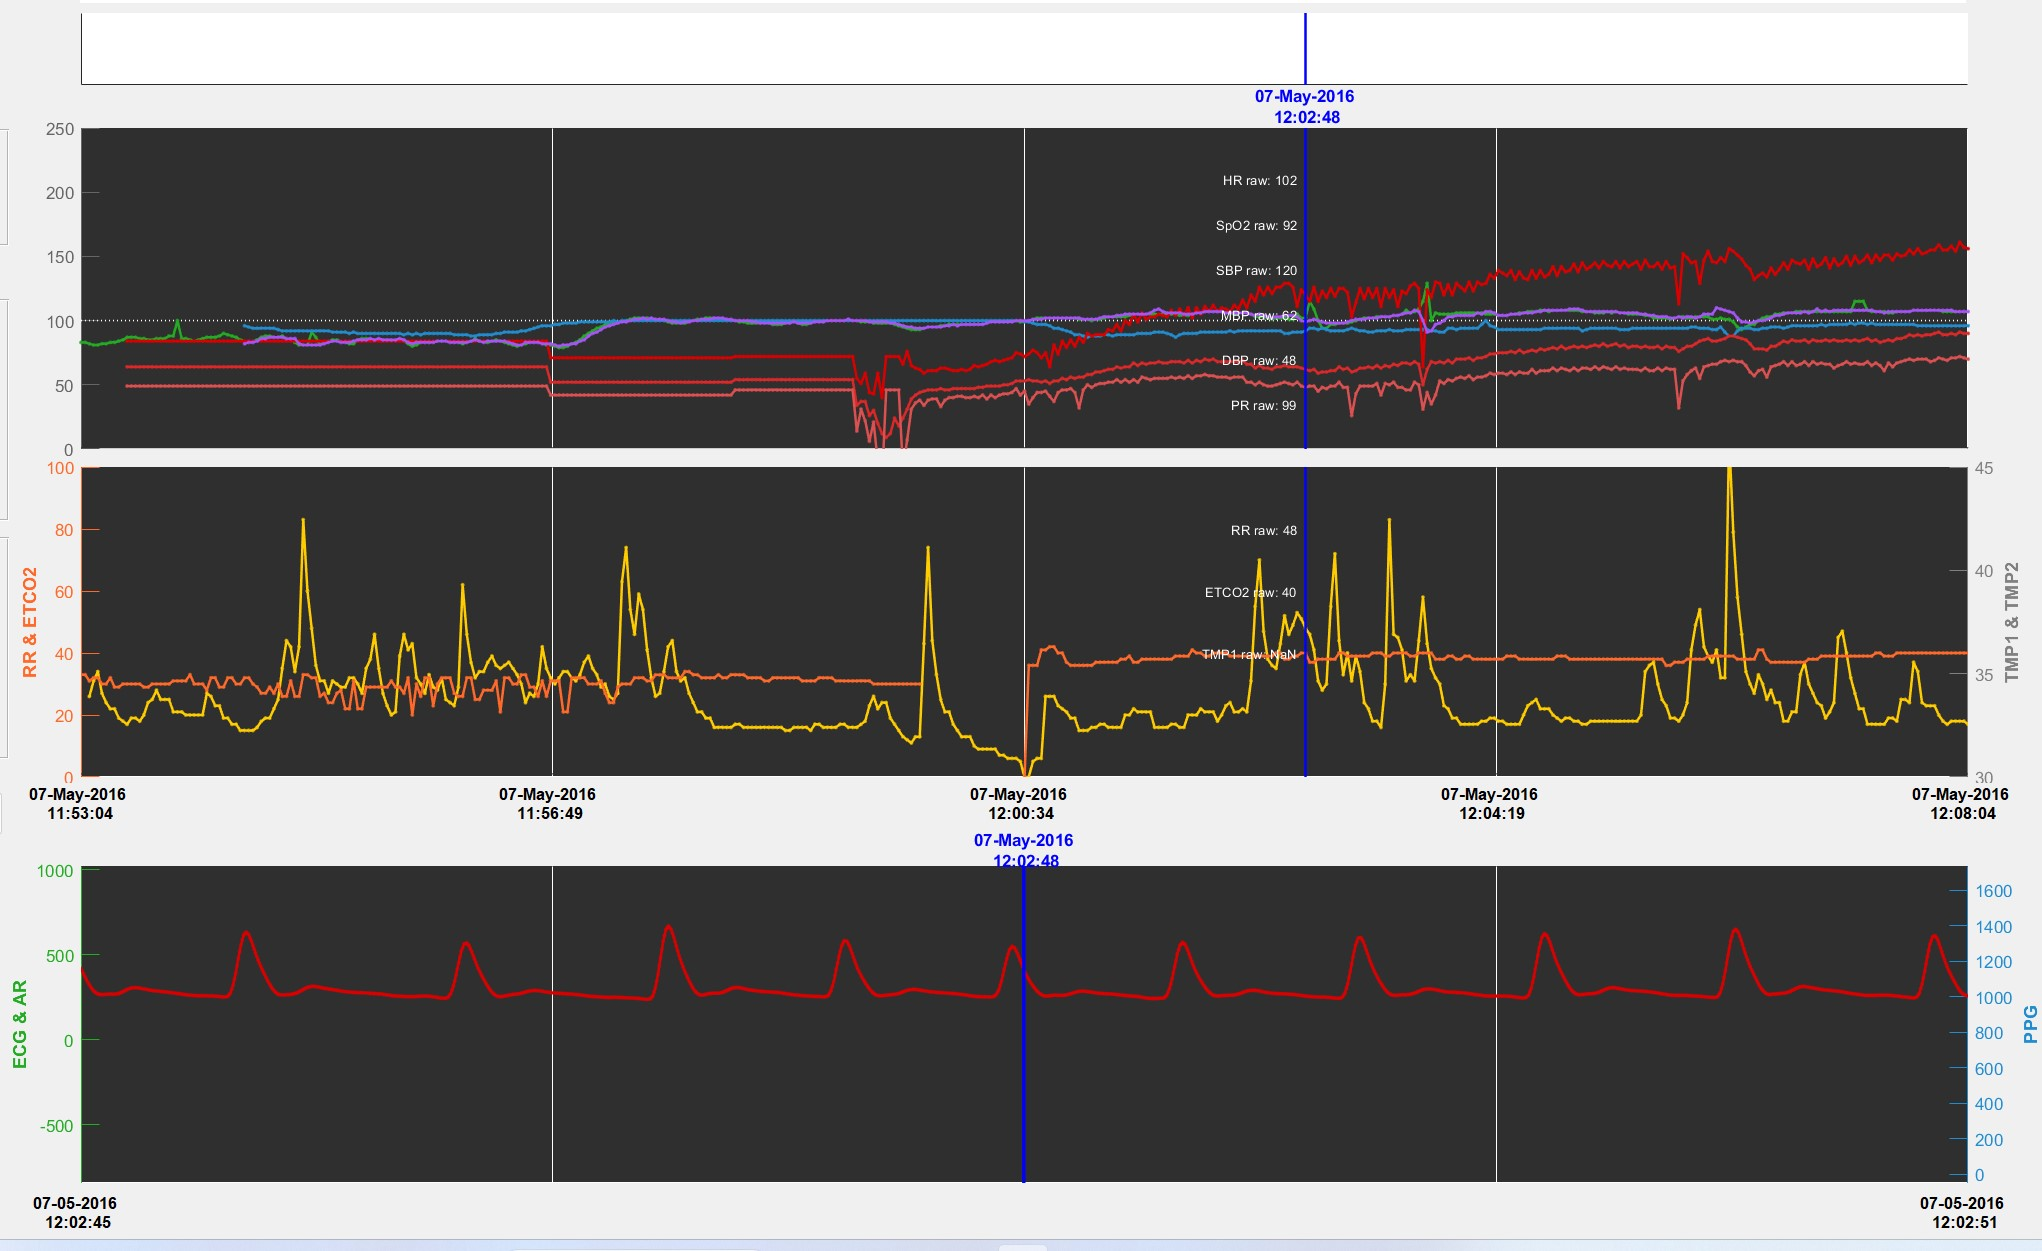 07-May-2016
12:02:48
250
200
150
100
50
0
HR raw: 102
SpO2 raw: 92
SBP raw: 120
MBP raw: 62
DBP raw: 48
PR raw: 99
100
80
60
40
20
0
RR & ETCO2
RR raw: 48
ETCO2 raw: 40
TMP1 raw: NaN
45
40
35
30
TMP1 & TMP2
07-May-2016
11:53:04
07-May-2016
11:56:49
07-May-2016
12:00:34
07-May-2016
12:04:19
07-May-2016
12:08:04
07-May-2016
12:02:48
1000
500
0
-500
ECG & AR
1600
1400
1200
1000
800
600
400
200
0
PPG
07-05-2016
12:02:45
07-05-2016
12:02:51